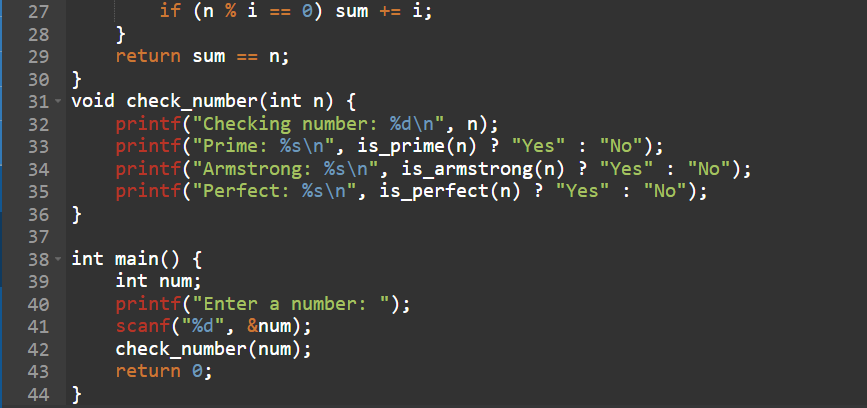 27         if (n % i == 0) sum += i;
28     }
29     return sum == n;
30 }
31 void check_number(int n) {
32     printf("Checking number: %d\n", n);
33     printf("Prime: %s\n", is_prime(n) ? "Yes" : "No");
34     printf("Armstrong: %s\n", is_armstrong(n) ? "Yes" : "No");
35     printf("Perfect: %s\n", is_perfect(n) ? "Yes" : "No");
36 }
37
38 int main() {
39     int num;
40     printf("Enter a number: ");
41     scanf("%d", &num);
42     check_number(num);
43     return 0;
44 }